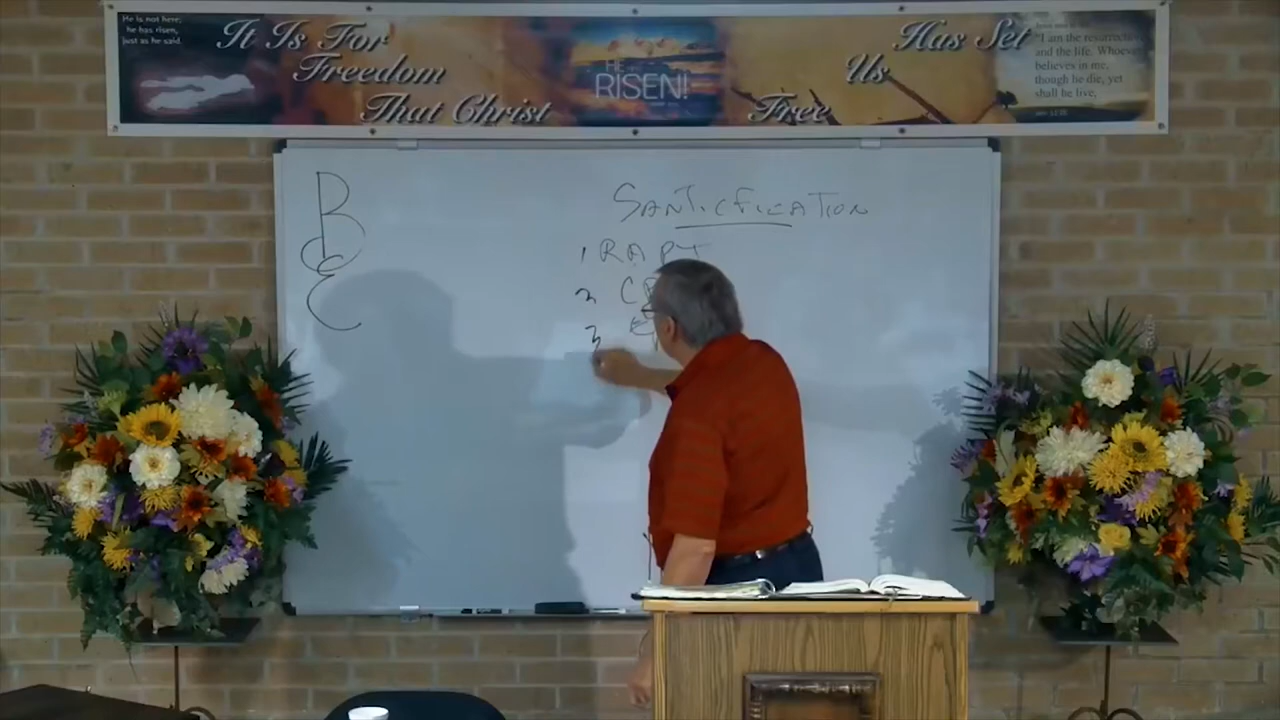 He is not here;
he has risen,
just as he said.
It Is For
Freedom
That Christ
HE IS
RISEN!
Has Set
Us
Free
"I am the resurrection
and the life. Whoever
believes in me,
though he die, yet
shall he live,
B
E
SANTICFICATION
1 RAPT
2 C
3 E